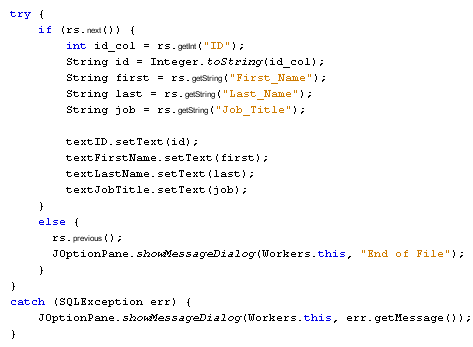 try {
if (rs.next()) {
int id_col = rs.getInt("ID");
String id = Integer.toString(id_col);
String first = rs.getString("First_Name");
String last = rs.getString("Last_Name");
String job = rs.getString("Job_Title");
textID.setText(id);
textFirstName.setText(first);
textLastName.setText(last);
textJobTitle.setText(job);
}
else {
rs.previous();
JOptionPane.showMessageDialog(Workers.this, "End of File");
}
}
catch (SQLException err) {
JOptionPane.showMessageDialog(Workers.this, err.getMessage());
}